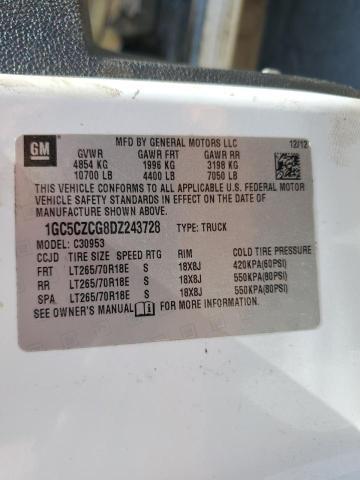 GM
MFD BY GENERAL MOTORS LLC 12/12
GVWR GAWR FRT GAWR RR
4854 KG 1996 KG 3198 KG
10700 LB 4400 LB 7050 LB
THIS VEHICLE CONFORMS TO ALL APPLICABLE U.S. FEDERAL MOTOR
VEHICLE SAFETY STANDARDS IN EFFECT ON THE DATE OF
MANUFACTURE SHOWN ABOVE.
1GC5CZCG8DZ243728 TYPE: TRUCK
MODEL: C30953
CCJD TIRE SIZE SPEED RTG RIM COLD TIRE PRESSURE
FRT LT265/70R18E S 18X8J 420KPA(60PSI)
RR LT265/70R18E S 18X8J 550KPA(80PSI)
SPA LT265/70R18E S 18X8J 550KPA(80PSI)
SEE OWNER'S MANUAL FOR MORE INFORMATION.